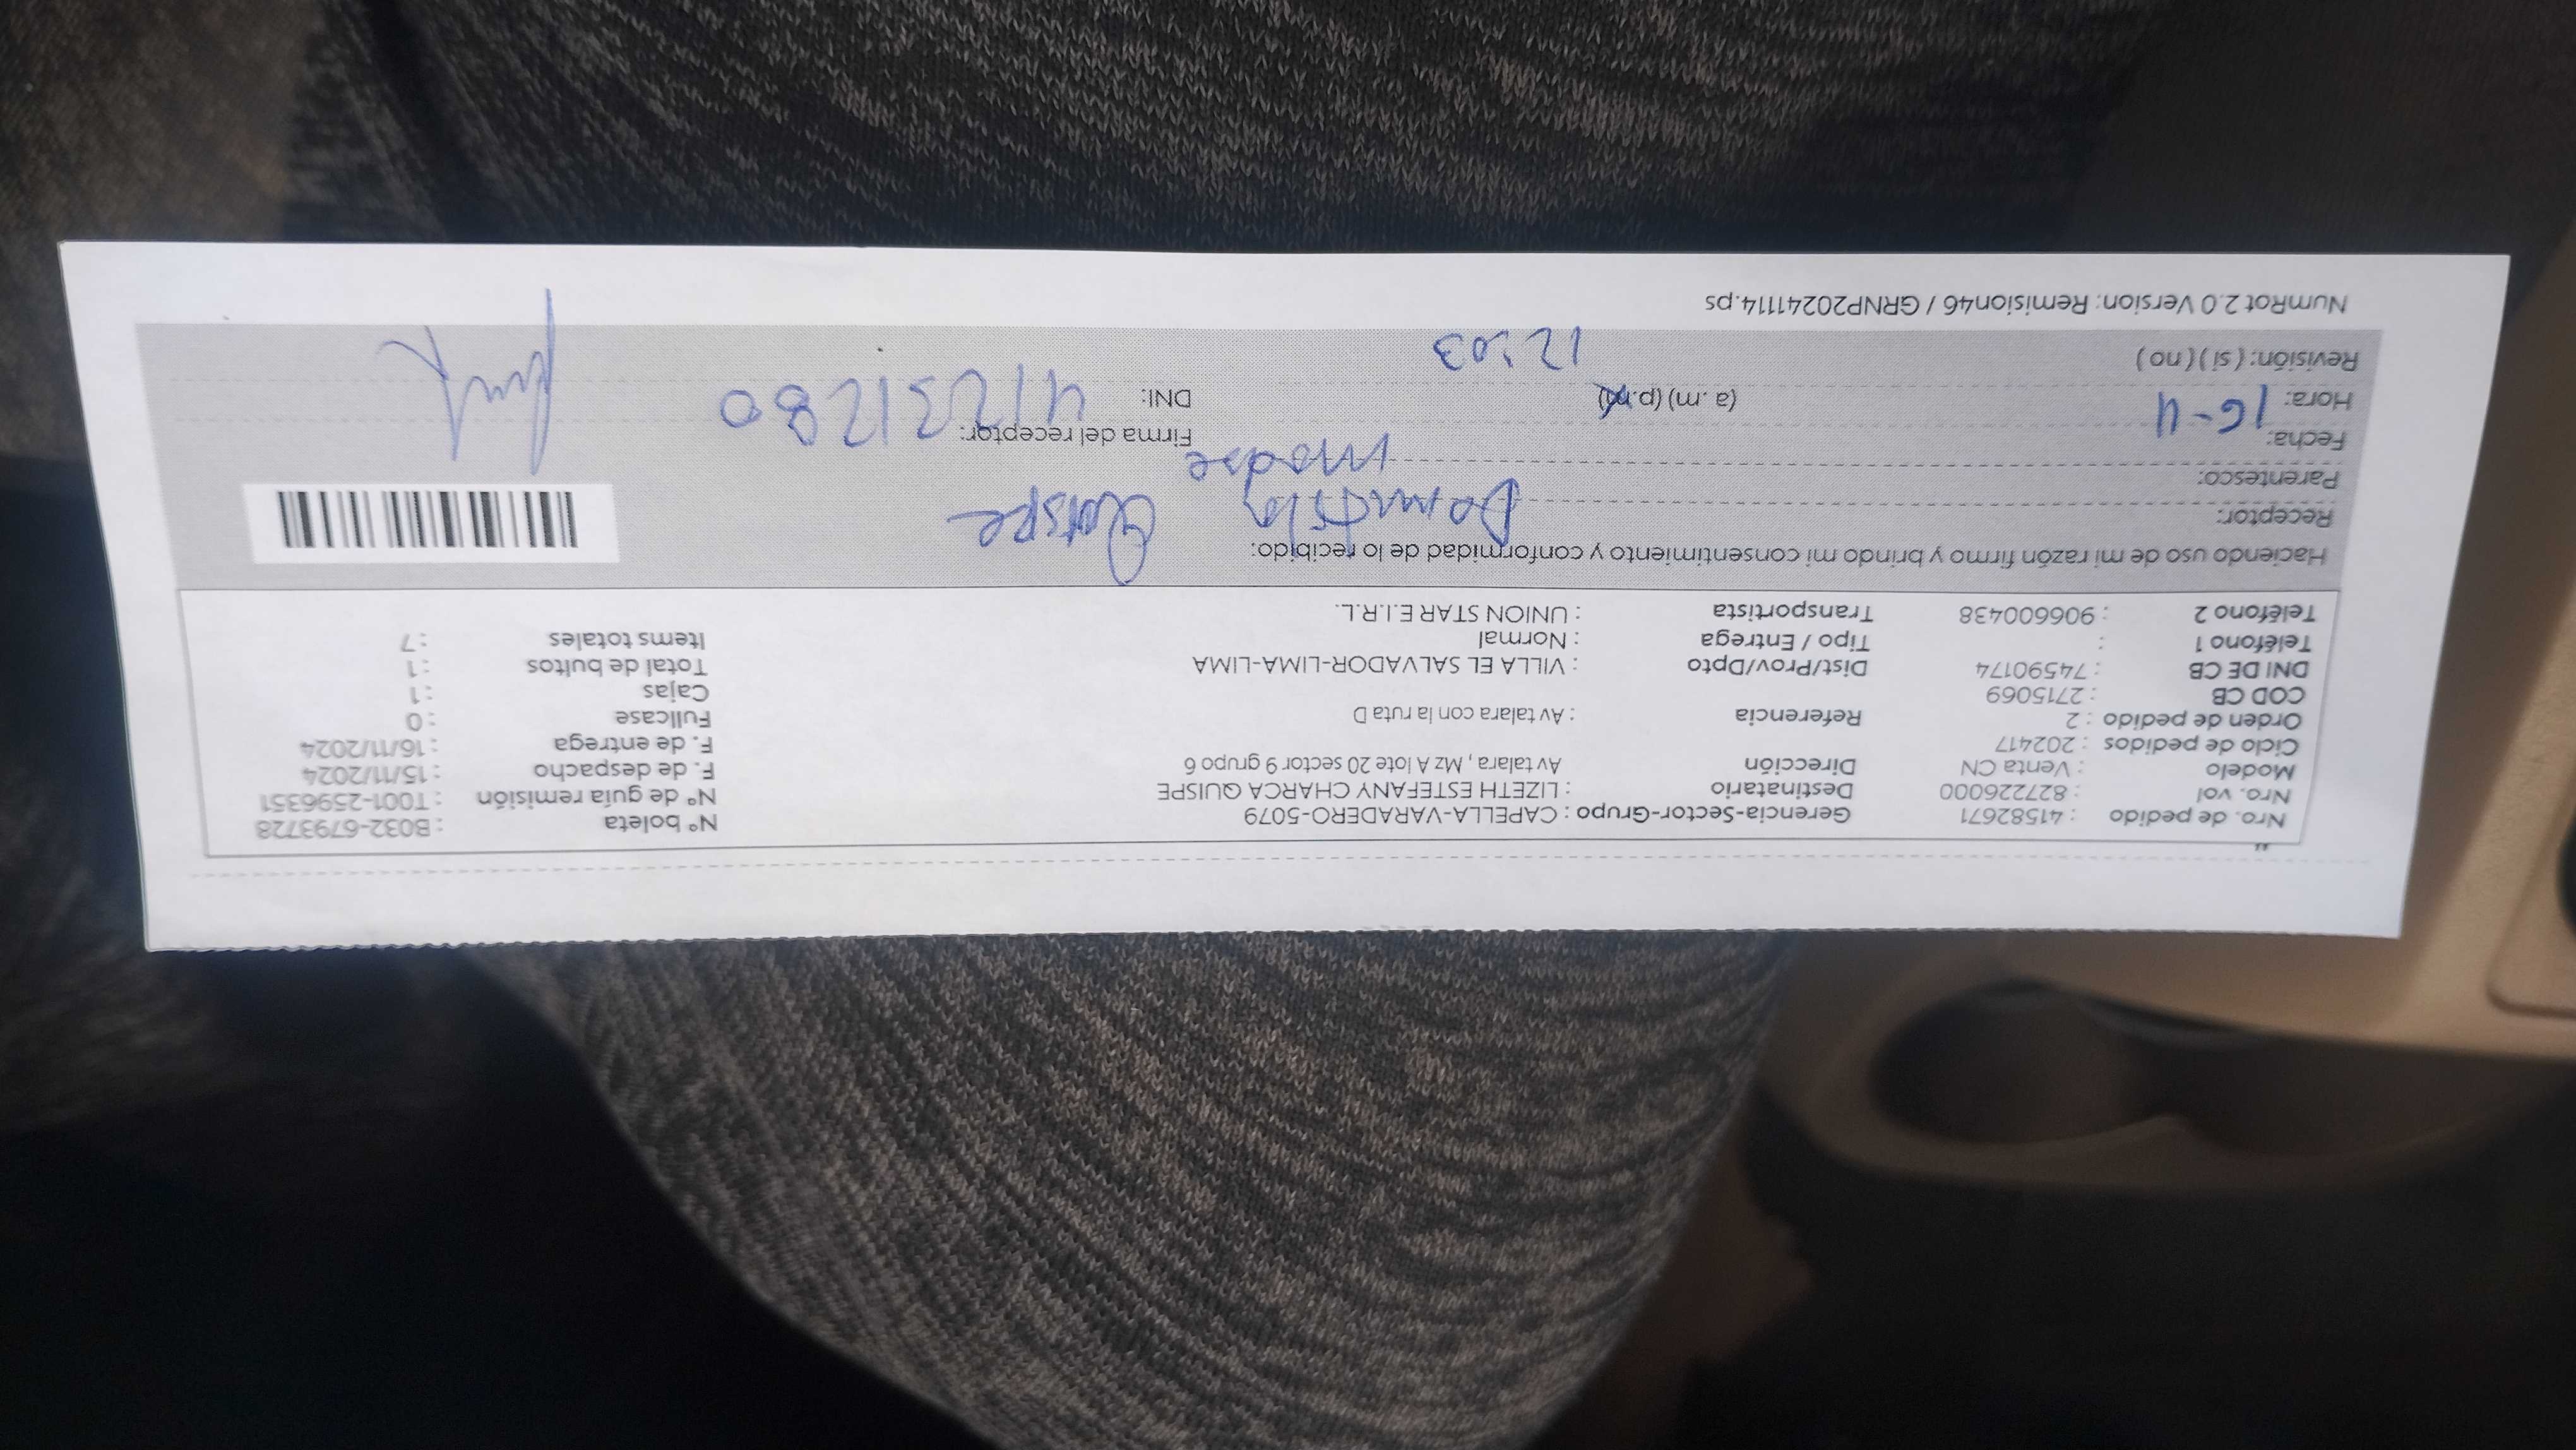 Nro. de pedido : 41582671 Gerencia-Sector-Grupo : CAPELLA-VARADERO-5079 N° boleta : B032-6793728
Nro. vol : 827226000 Destinatario : LIZETH ESTEFANY CHARCA QUISPE N° de guía remisión : T001-2596351
Modelo : Venta CN Dirección Av talara , Mz A lote 20 sector 9 grupo 6 F. de despacho : 15/11/2024
Ciclo de pedidos : 202417 F. de entrega : 16/11/2024
Orden de pedido : 2 Referencia : Av talara con la ruta D Fullcase : 0
COD CB : 2715069 Cajas : 1
DNI DE CB : 74590174 Dist/Prov/Dpto : VILLA EL SALVADOR-LIMA-LIMA Total de bultos : 1
Teléfono 1 : Tipo / Entrega : Normal Items totales : 7
Teléfono 2 : 906600438 Transportista : UNION STAR E.I.R.L.
Haciendo uso de mi razón firmo y brindo mi consentimiento y conformidad de lo recibido:
Receptor: Domitila Quispe
Parentesco: Madre
Fecha: Firma del receptor:
Hora: 16-11 (a.m) (p.m) DNI: 41231280
Revisión: ( si ) ( no ) 12:03
NumRot 2.0 Version: Remision46 / GRNP20241114.ps